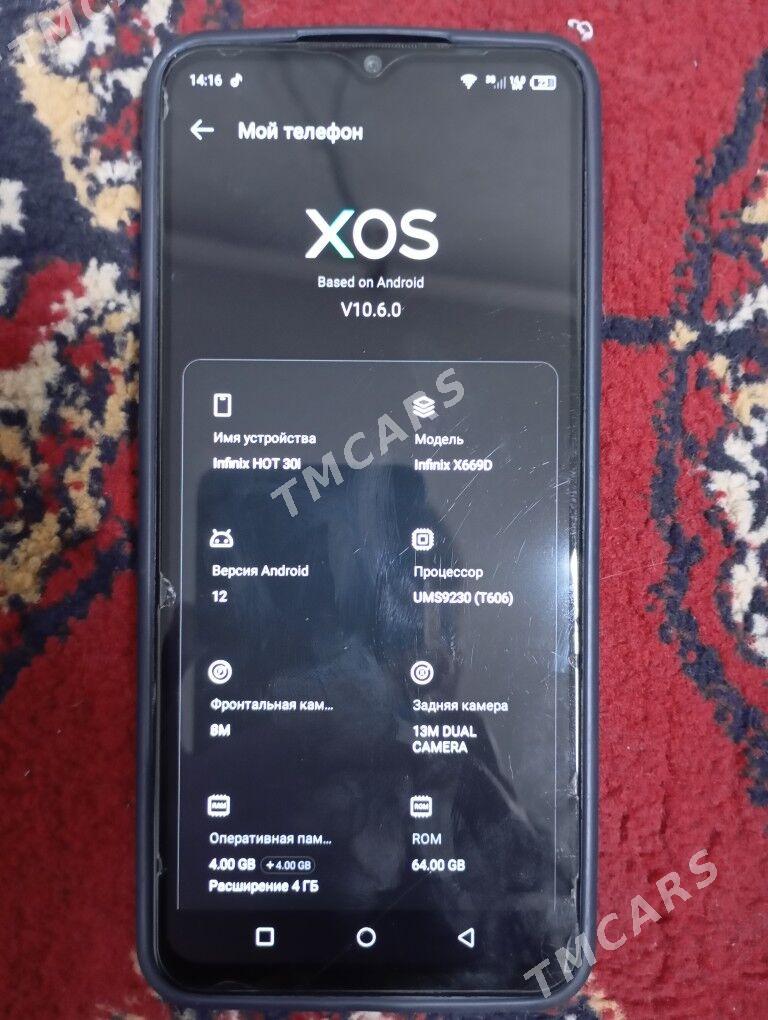 TMCARS
14:16
Мой телефон
XOS
Based on Android
V10.6.0
Имя устройства
Infinix HOT 30I
Модель
Infinix X669D
TMCARS
Версия Android
12
Процессор
UMS9230 (T606)
Фронтальная кам...
8M
Задняя камера
13M DUAL
CAMERA
RAM
ROM
Оперативная пам...
4.00 GB +4.00 GB
Расширение 4 ГБ
ROM
64.00 GB
TMCARS